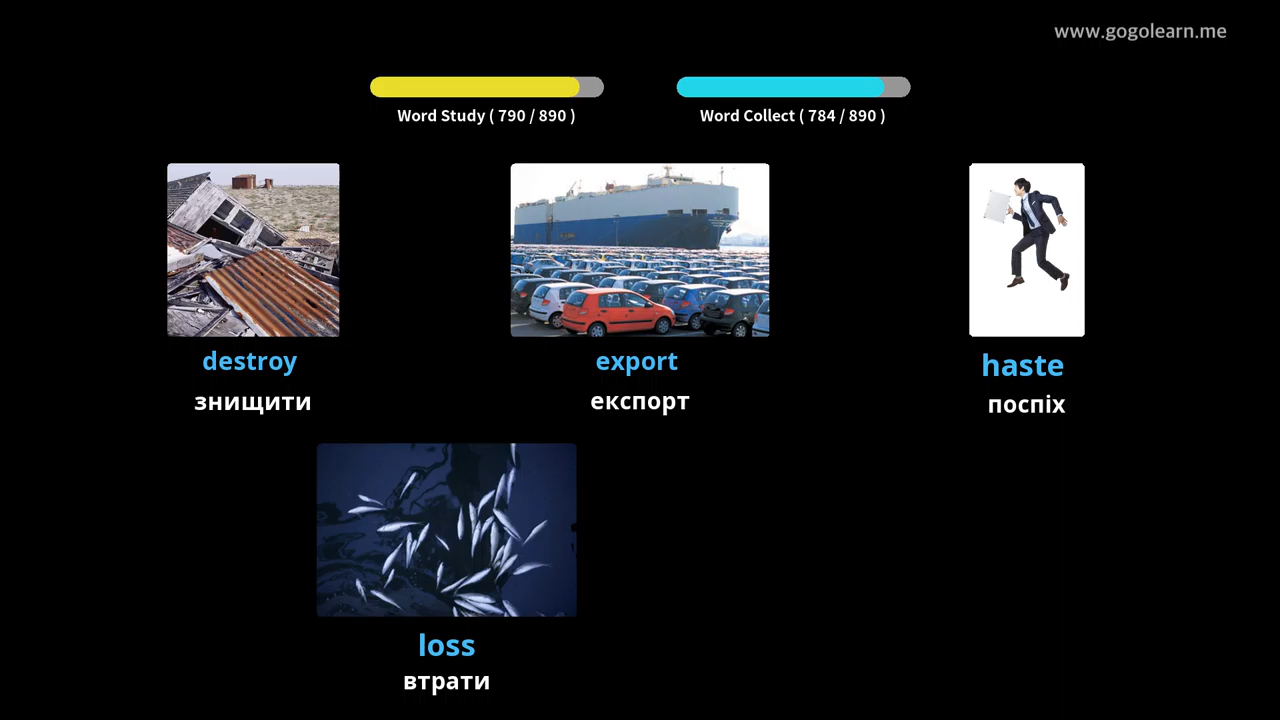 www.gogolearn.me
Word Study ( 790 / 890 )
Word Collect ( 784 / 890 )
destroy
знищити
export
експорт
haste
поспіх
loss
втрати